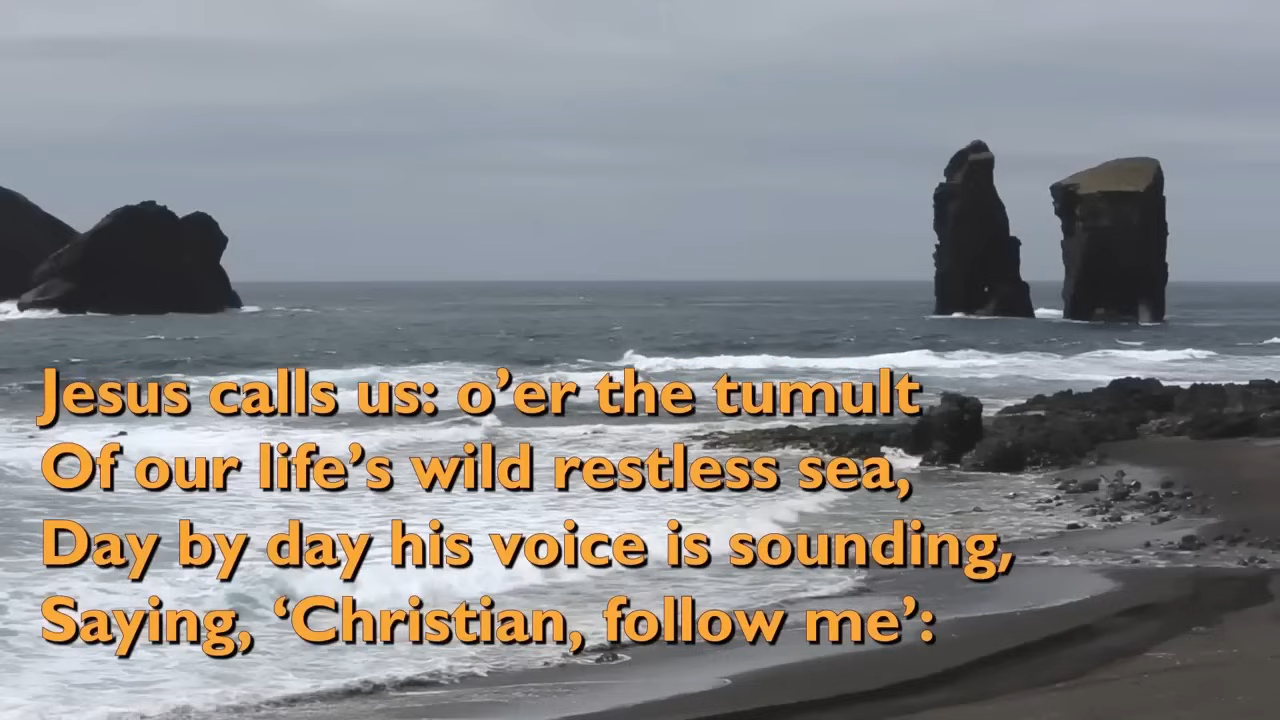 Jesus calls us: o’er the tumult
Of our life’s wild restless sea,
Day by day his voice is sounding,
Saying, ‘Christian, follow me’: